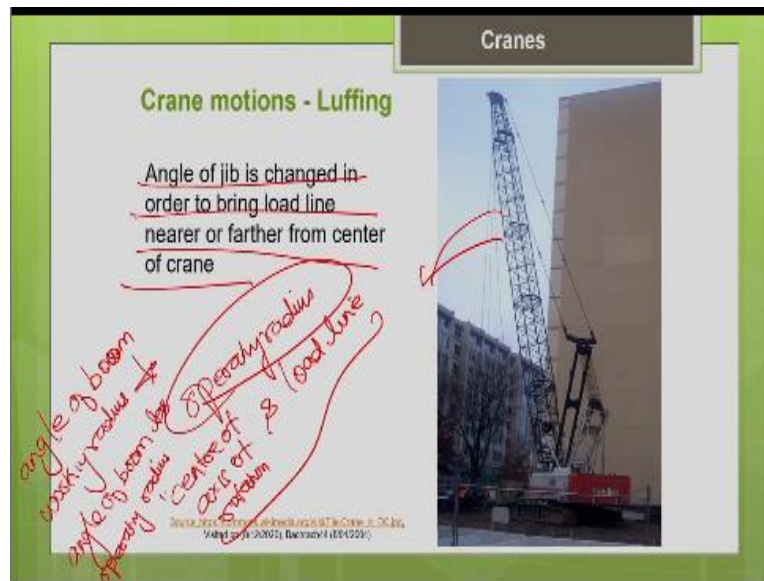 Cranes
Crane motions - Luffing
Angle of jib is changed in
order to bring load line
nearer or farther from center
of crane
operating radius
centre of
axis of & load line
rotation
angle of boom
working radius
angle of boom
operating radius